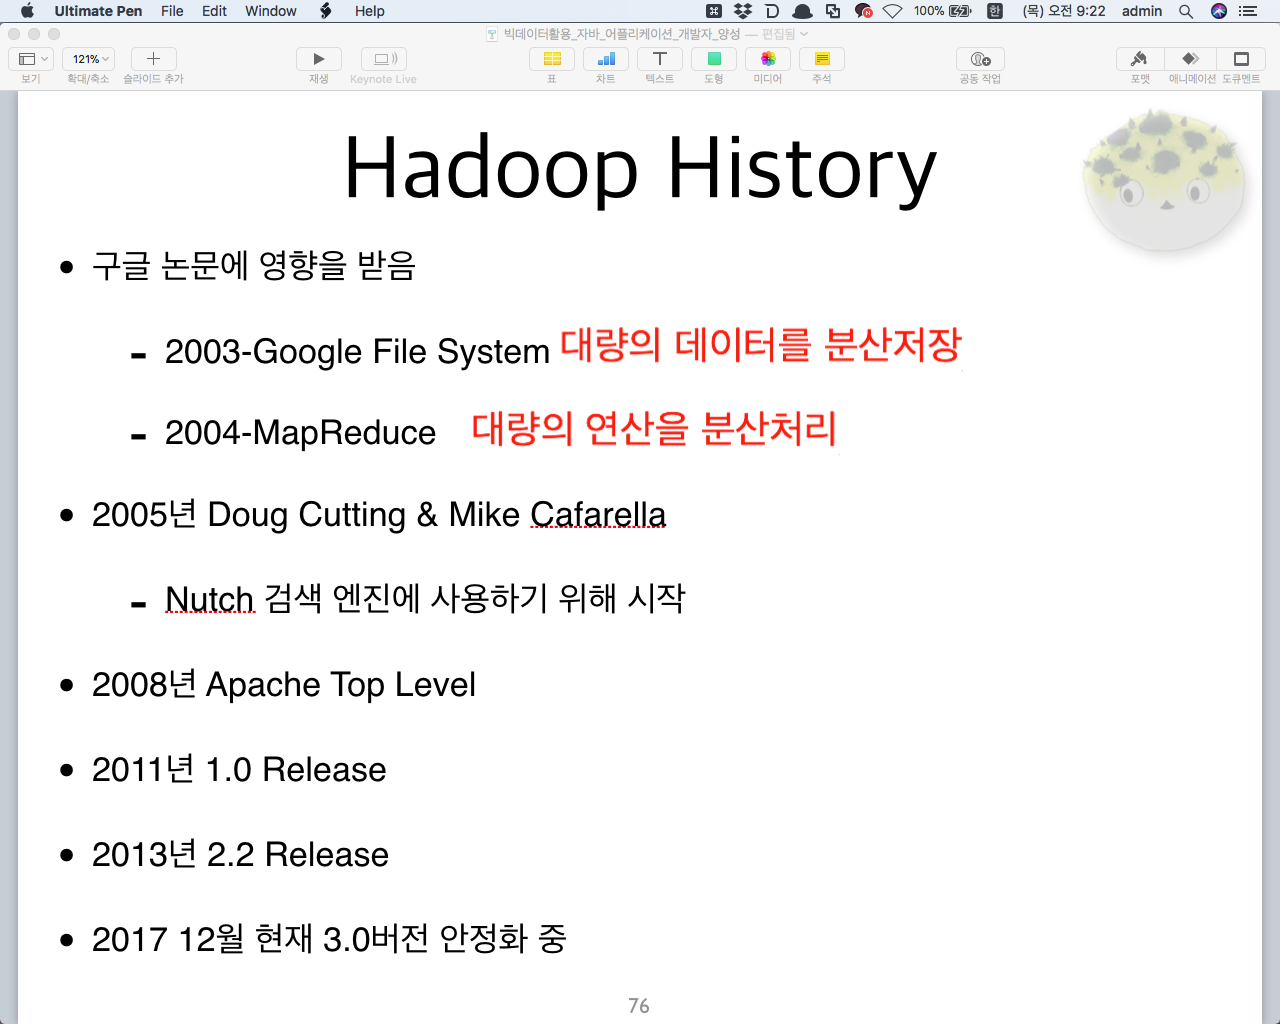 Ultimate Pen File Edit Window Help 100% 한 (목) 오전 9:22 admin
빅데이터활용_자바_어플리케이션_개발자_양성 — 편집됨
121%
보기 확대/축소 슬라이드 추가 재생 Keynote Live 표 차트 텍스트 도형 미디어 주석 공동 작업 포맷 애니메이션 도큐멘트
Hadoop History
• 구글 논문에 영향을 받음
- 2003-Google File System 대량의 데이터를 분산저장
- 2004-MapReduce 대량의 연산을 분산처리
• 2005년 Doug Cutting & Mike Cafarella
- Nutch 검색 엔진에 사용하기 위해 시작
• 2008년 Apache Top Level
• 2011년 1.0 Release
• 2013년 2.2 Release
• 2017 12월 현재 3.0버전 안정화 중
76